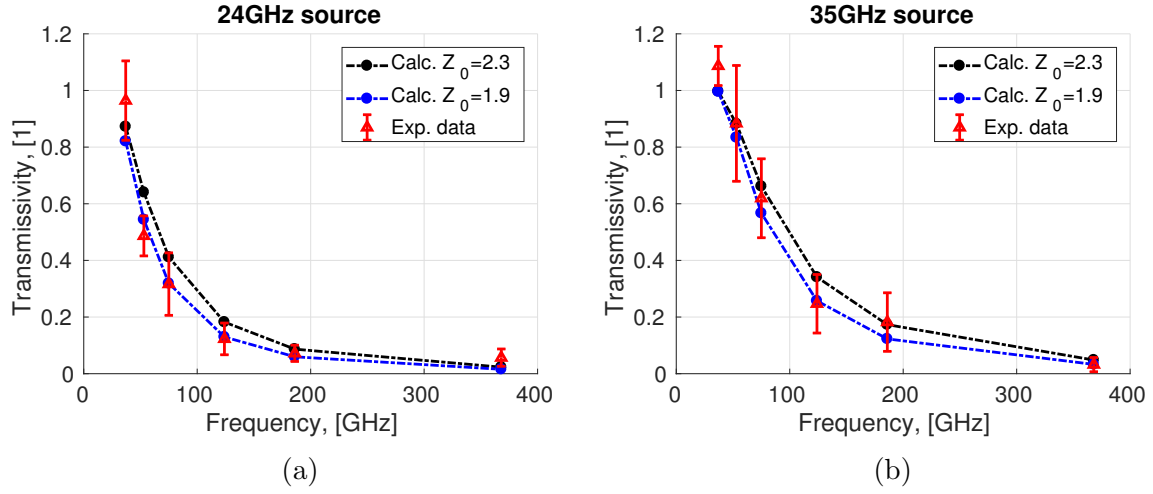 24GHz source
1.2
1
0.8
0.6
0.4
0.2
0
0 100 200 300 400
Transmissivity, [1]
Frequency, [GHz]
Calc. Z 0=2.3
Calc. Z 0=1.9
Exp. data
(a)
35GHz source
1.2
1
0.8
0.6
0.4
0.2
0
0 100 200 300 400
Transmissivity, [1]
Frequency, [GHz]
Calc. Z 0=2.3
Calc. Z 0=1.9
Exp. data
(b)